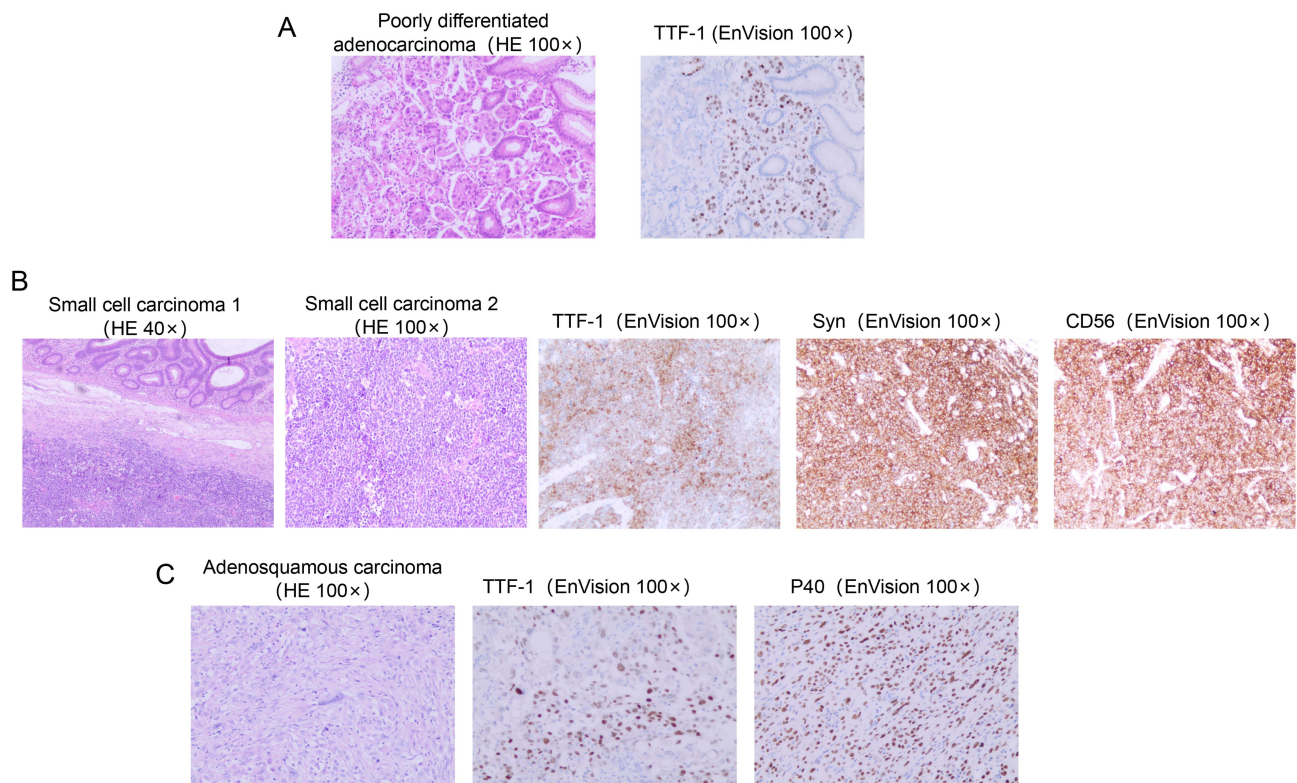 A
Poorly differentiated
adenocarcinoma（HE 100×）
TTF-1 (EnVision 100×）
B
Small cell carcinoma 1
（HE 40×）
Small cell carcinoma 2
（HE 100×）
TTF-1（EnVision 100×）
Syn（EnVision 100×）
CD56（EnVision 100×）
C
Adenosquamous carcinoma
（HE 100×）
TTF-1（EnVision 100×）
P40（EnVision 100×）